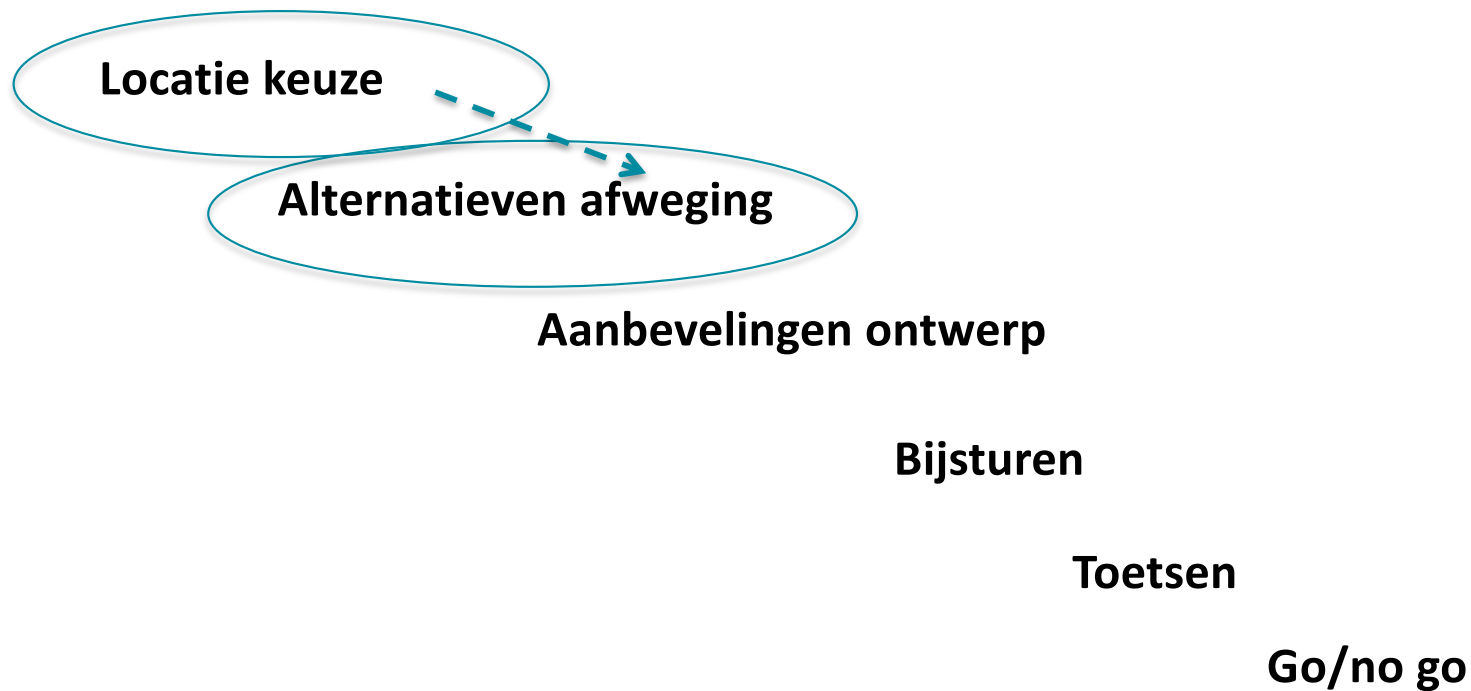 Locatie keuze
Alternatieven afweging
Aanbevelingen ontwerp
Bijsturen
Toetsen
Go/no go